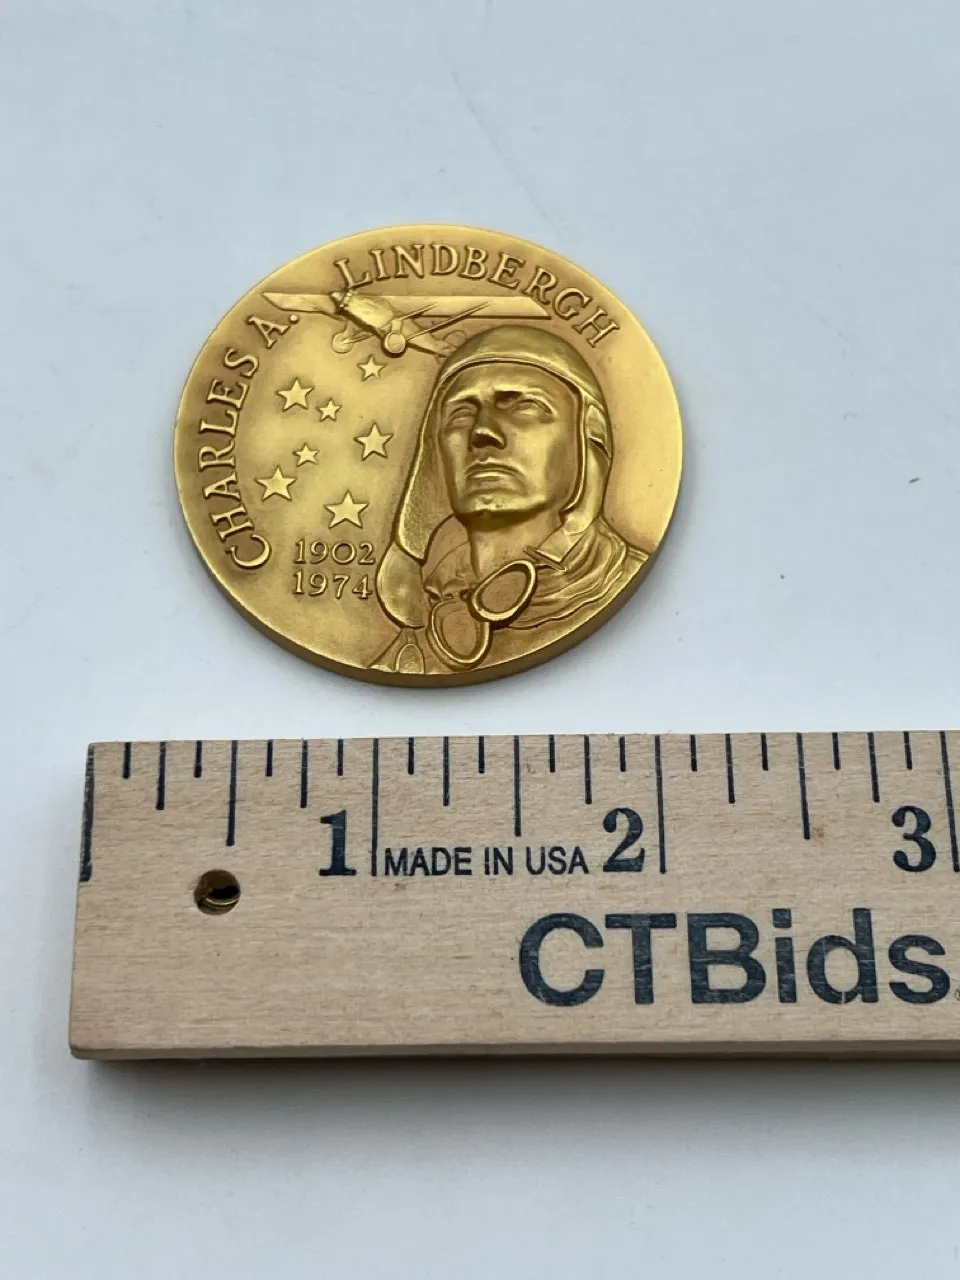 CHARLES A. LINDBERGH
1902
1974
1 2 3
MADE IN USA
CTBids